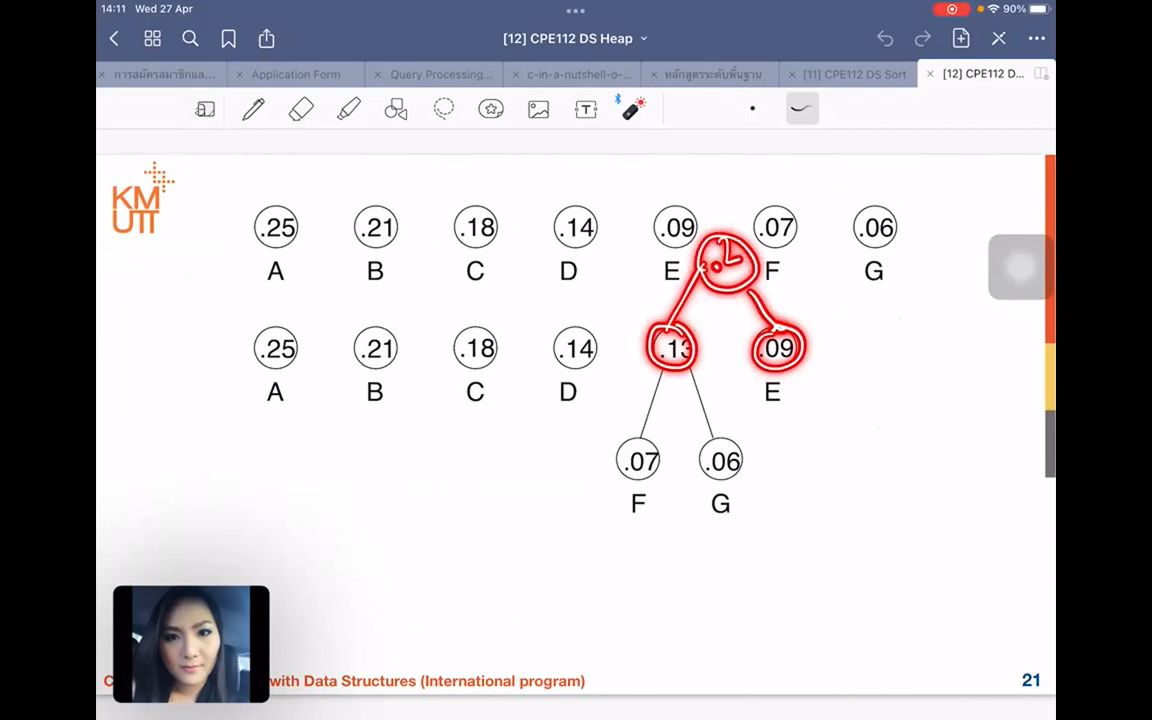 14:11 Wed 27 Apr
90%
[12] CPE112 DS Heap
การสมัครสมาชิกแล...
Application Form
Query Processing...
c-in-a-nutshell-o-...
หลักสูตรระดับพื้นฐาน
[11] CPE112 DS Sort
[12] CPE112 D...
T
KM
UTT
.25 .21 .18 .14 .09 .07 .06
A B C D E F G
.25 .21 .18 .14 .13 .09
A B C D E
.07 .06
F G
C with Data Structures (International program)
21